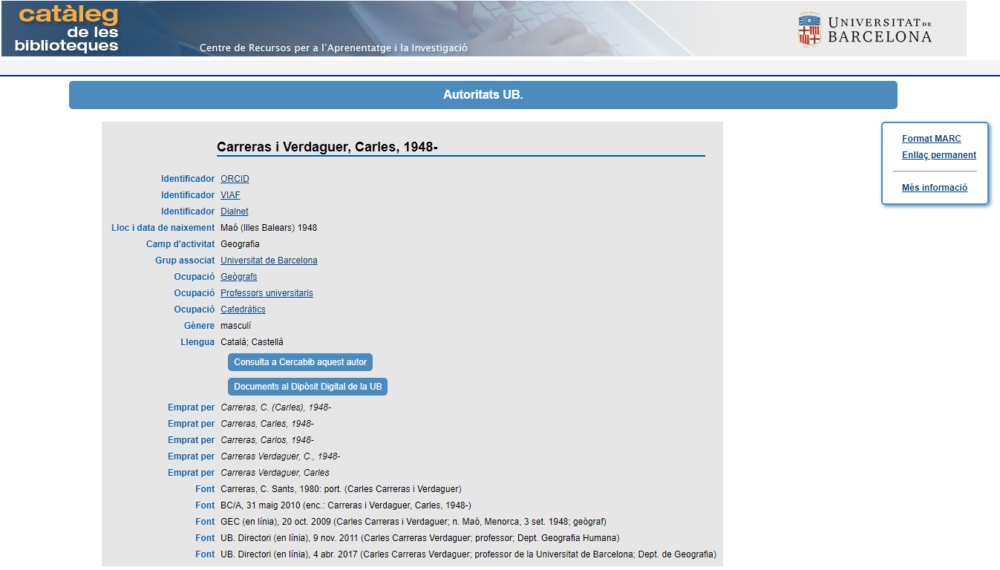 catàleg
de les
biblioteques
Centre de Recursos per a l'Aprenentatge i la Investigació
UNIVERSITAT DE
BARCELONA
Autoritats UB.
Carreras i Verdaguer, Carles, 1948-
Identificador ORCID
Identificador VIAF
Identificador Dialnet
Lloc i data de naixement Maó (Illes Balears) 1948
Camp d'activitat Geografia
Grup associat Universitat de Barcelona
Ocupació Geògrafs
Ocupació Professors universitaris
Ocupació Catedràtics
Gènere masculí
Llengua Català; Castellà
Consulta a Cercabib aquest autor
Documents al Dipòsit Digital de la UB
Emprat per Carreras, C. (Carles), 1948-
Emprat per Carreras, Carles, 1948-
Emprat per Carreras, Carlos, 1948-
Emprat per Carreras Verdaguer, C., 1948-
Emprat per Carreras Verdaguer, Carles
Font Carreras, C. Sants, 1980: port. (Carles Carreras i Verdaguer)
Font BC/A, 31 maig 2010 (enc.: Carreras i Verdaguer, Carles, 1948-)
Font GEC (en línia), 20 oct. 2009 (Carles Carreras i Verdaguer; n. Maó, Menorca, 3 set. 1948; geògraf)
Font UB. Directori (en línia), 9 nov. 2011 (Carles Carreras Verdaguer; professor; Dept. Geografia Humana)
Font UB. Directori (en línia), 4 abr. 2017 (Carles Carreras Verdaguer; professor de la Universitat de Barcelona; Dept. de Geografia)
Format MARC
Enllaç permanent
Més informació